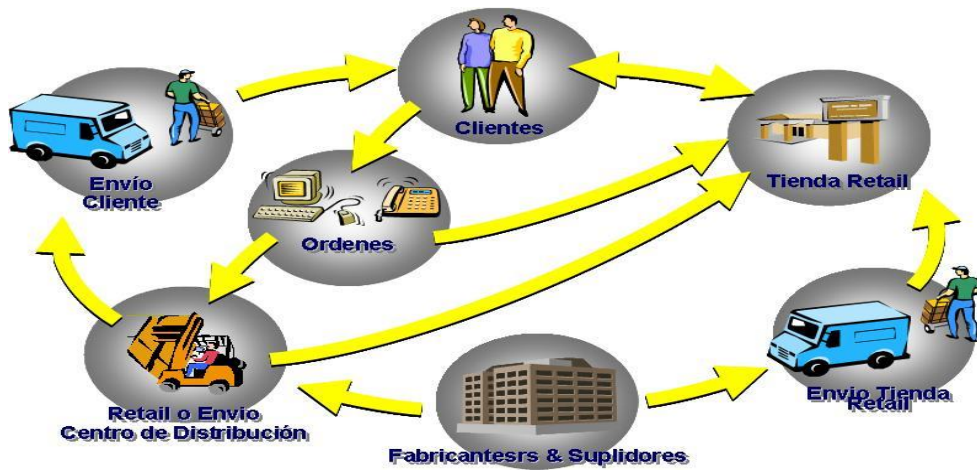 Clientes
Envío
Cliente
Tienda Retail
Ordenes
Retail o Envio
Centro de Distribución
Envio Tienda
Retail
Fabricantesrs & Suplidores